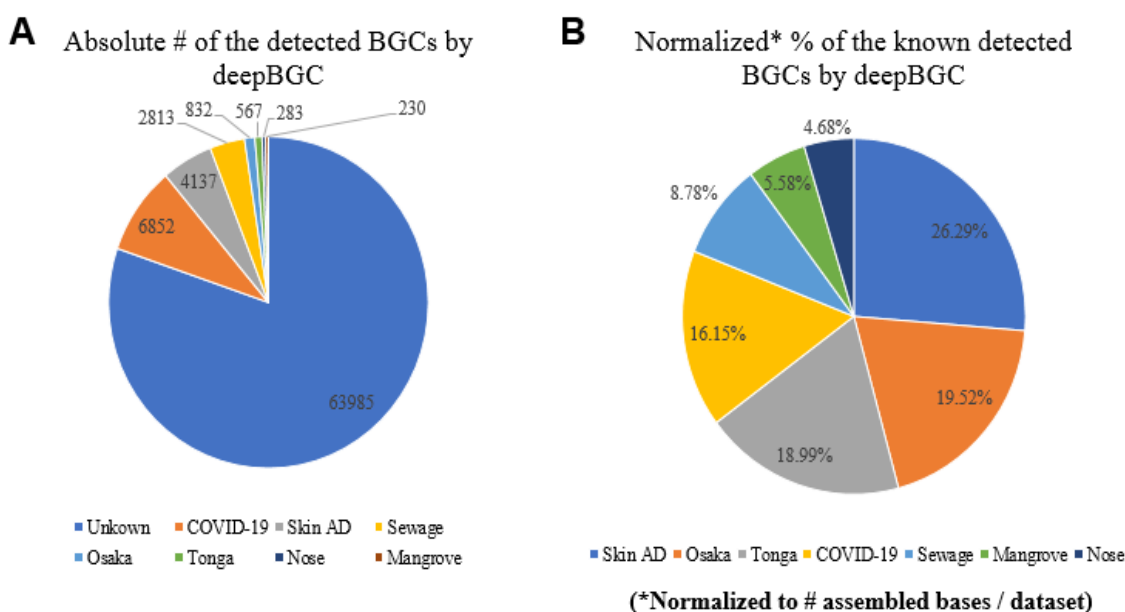 A
Absolute # of the detected BGCs by
deepBGC
2813
832
567
283
230
4137
6852
63985
Unkown
COVID-19
Skin AD
Sewage
Osaka
Tonga
Nose
Mangrove
B
Normalized* % of the known detected
BGCs by deepBGC
4.68%
5.58%
8.78%
26.29%
16.15%
19.52%
18.99%
Skin AD
Osaka
Tonga
COVID-19
Sewage
Mangrove
Nose
(*Normalized to # assembled bases / dataset)